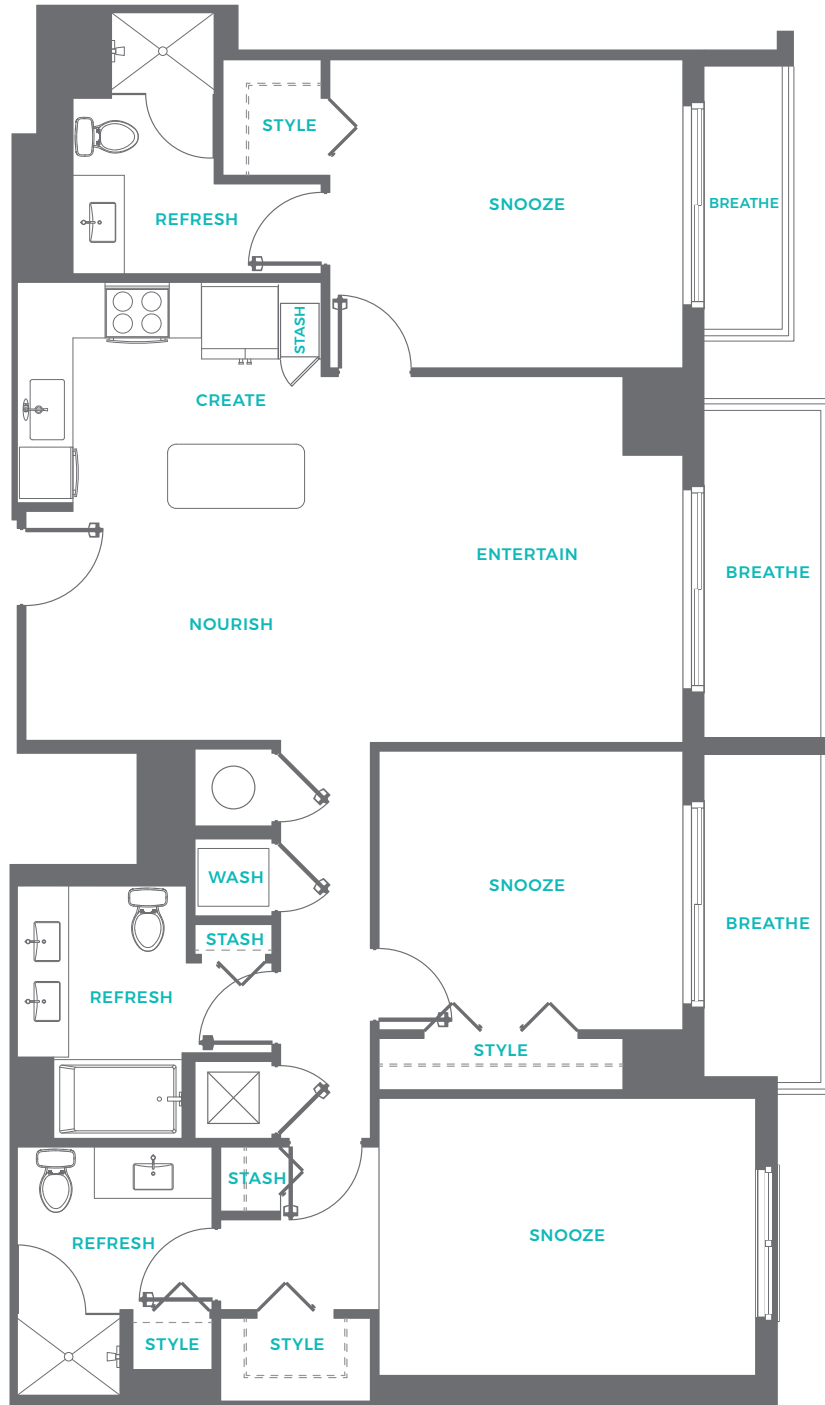 STYLE
SNOOZE
BREATHE
REFRESH
STASH
CREATE
ENTERTAIN
BREATHE
NOURISH
WASH
SNOOZE
BREATHE
STASH
REFRESH
STYLE
STASH
SNOOZE
REFRESH
STYLE
STYLE